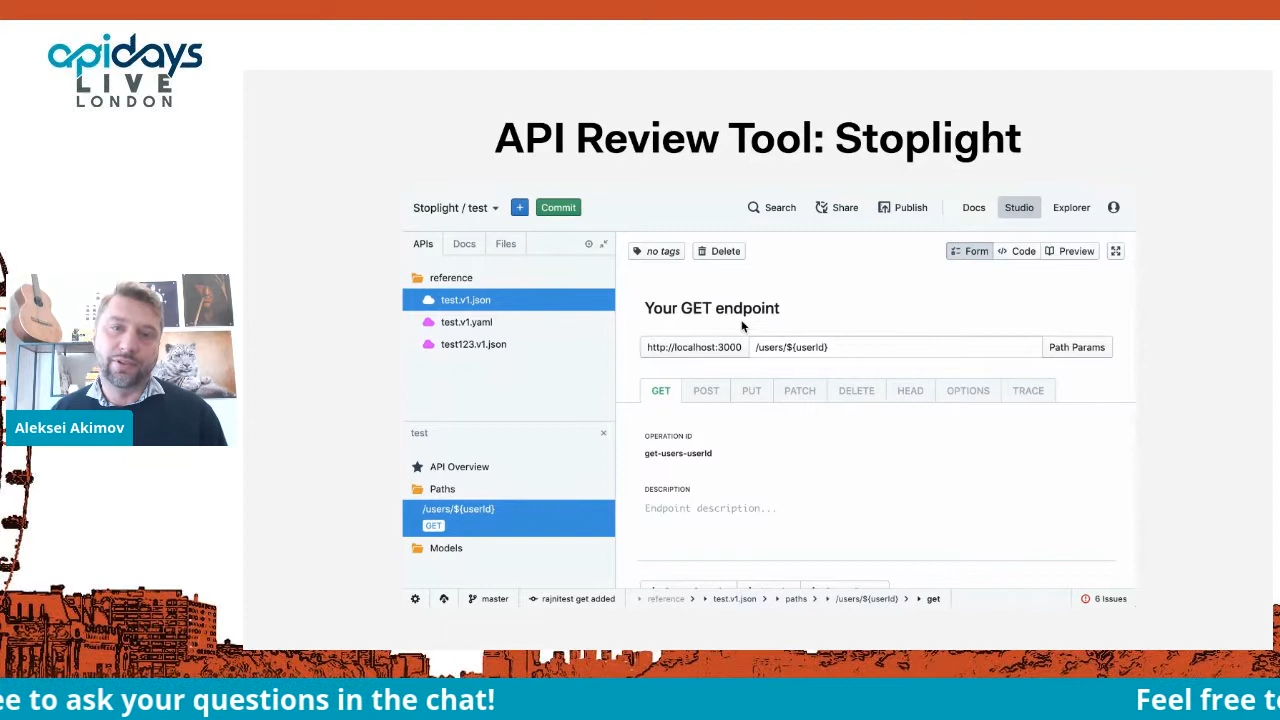 apidays
LIVE
LONDON
API Review Tool: Stoplight
Stoplight / test
+
Commit
Search
Share
Publish
Docs
Studio
Explorer
APIs
Docs
Files
no tags
Delete
Form
Code
Preview
reference
test.v1.json
test.v1.yaml
test123.v1.json
Your GET endpoint
http://localhost:3000
/users/${userId}
Path Params
GET
POST
PUT
PATCH
DELETE
HEAD
OPTIONS
TRACE
test
×
API Overview
Paths
/users/${userId}
GET
Models
OPERATION ID
get-users-userId
DESCRIPTION
Endpoint description...
master
rajnitest get added
reference > test.v1.json > paths > /users/${userId} > get
6 Issues
Aleksei Akimov
ee to ask your questions in the chat!
Feel free to